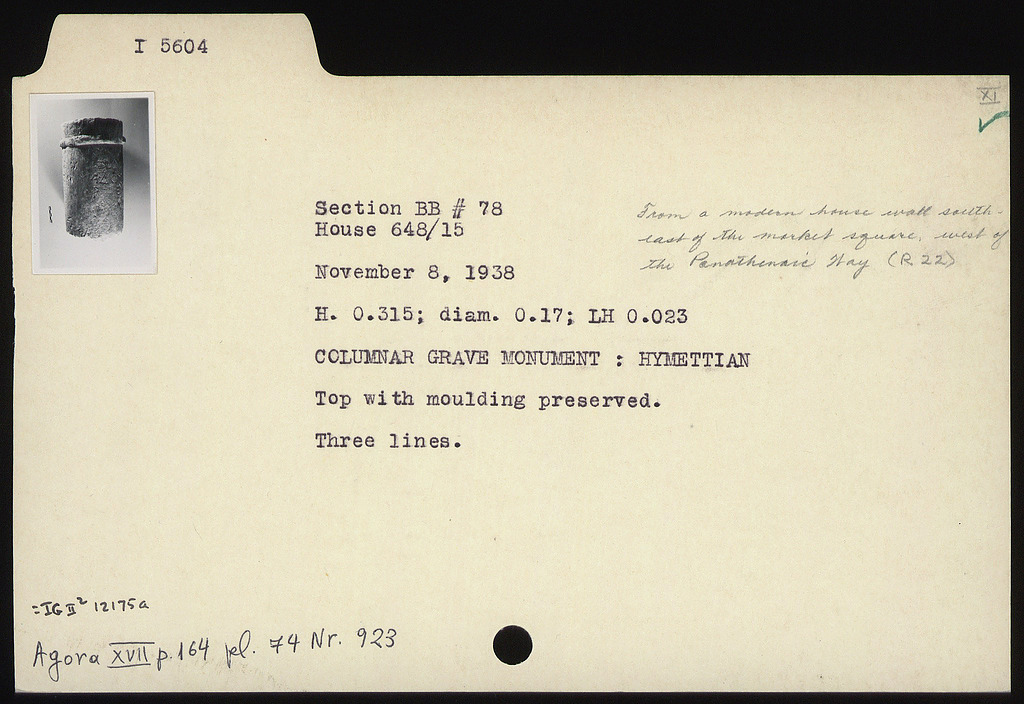 I 5604
XI
Section BB # 78
House 648/15
November 8, 1938
H. 0.315; diam. 0.17; LH 0.023
COLUMNAR GRAVE MONUMENT : HYMETTIAN
Top with moulding preserved.
Three lines.
From a modern house wall south-
east of the market square, west of
the Panathenaic Way (R 22)
=IG II² 12175a
Agora XVII p.164 pl. 74 Nr. 923